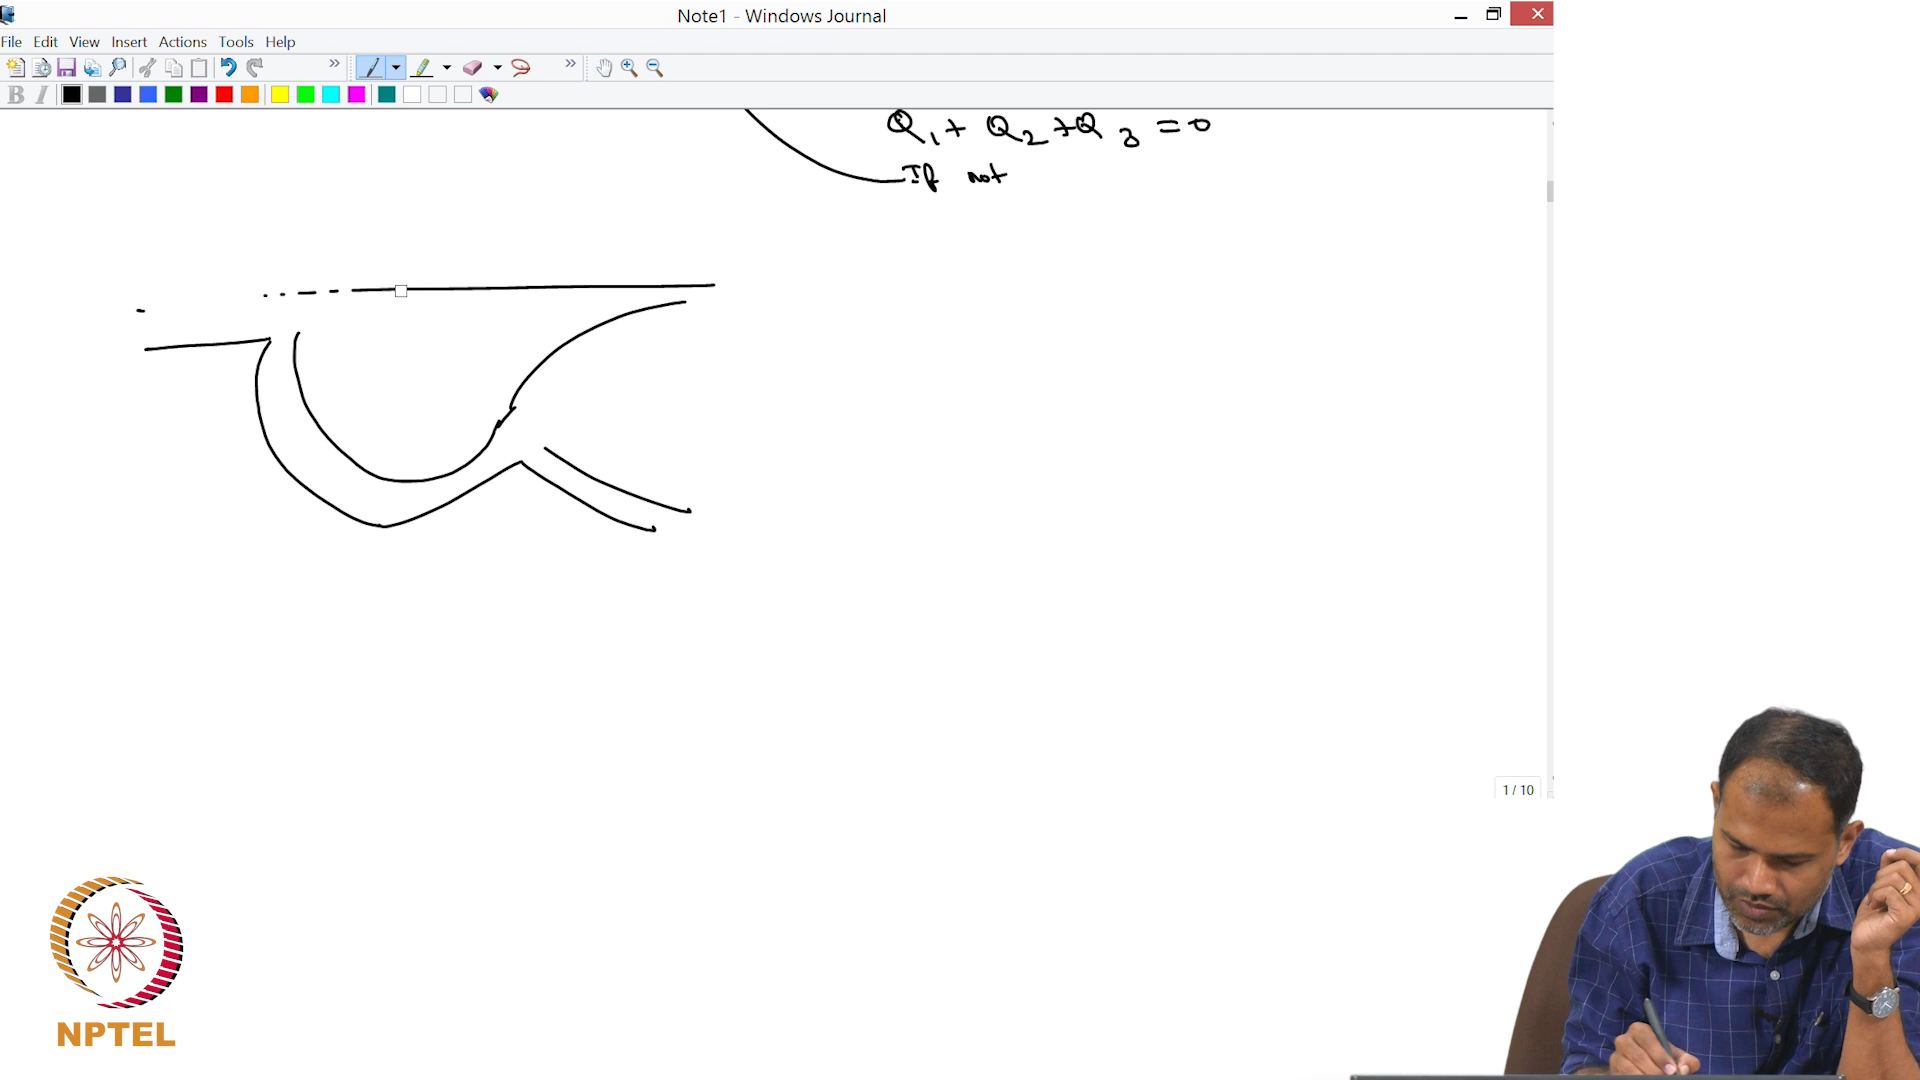 Note1 - Windows Journal
File Edit View Insert Actions Tools Help
B I
Q1 + Q2 + Q3 = 0
If not
1 / 10
NPTEL